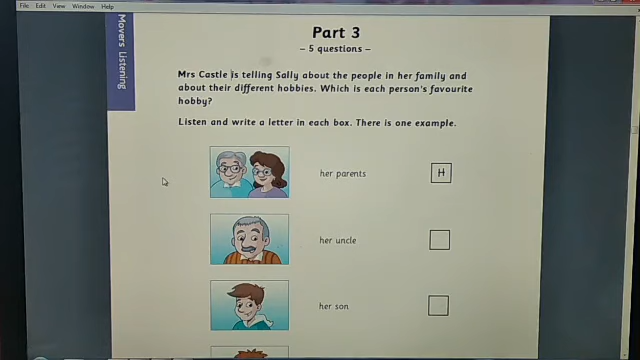 File Edit View Window Help
Movers Listening
Part 3
– 5 questions –
Mrs Castle is telling Sally about the people in her family and
about their different hobbies. Which is each person's favourite
hobby?
Listen and write a letter in each box. There is one example.
her parents H
her uncle
her son